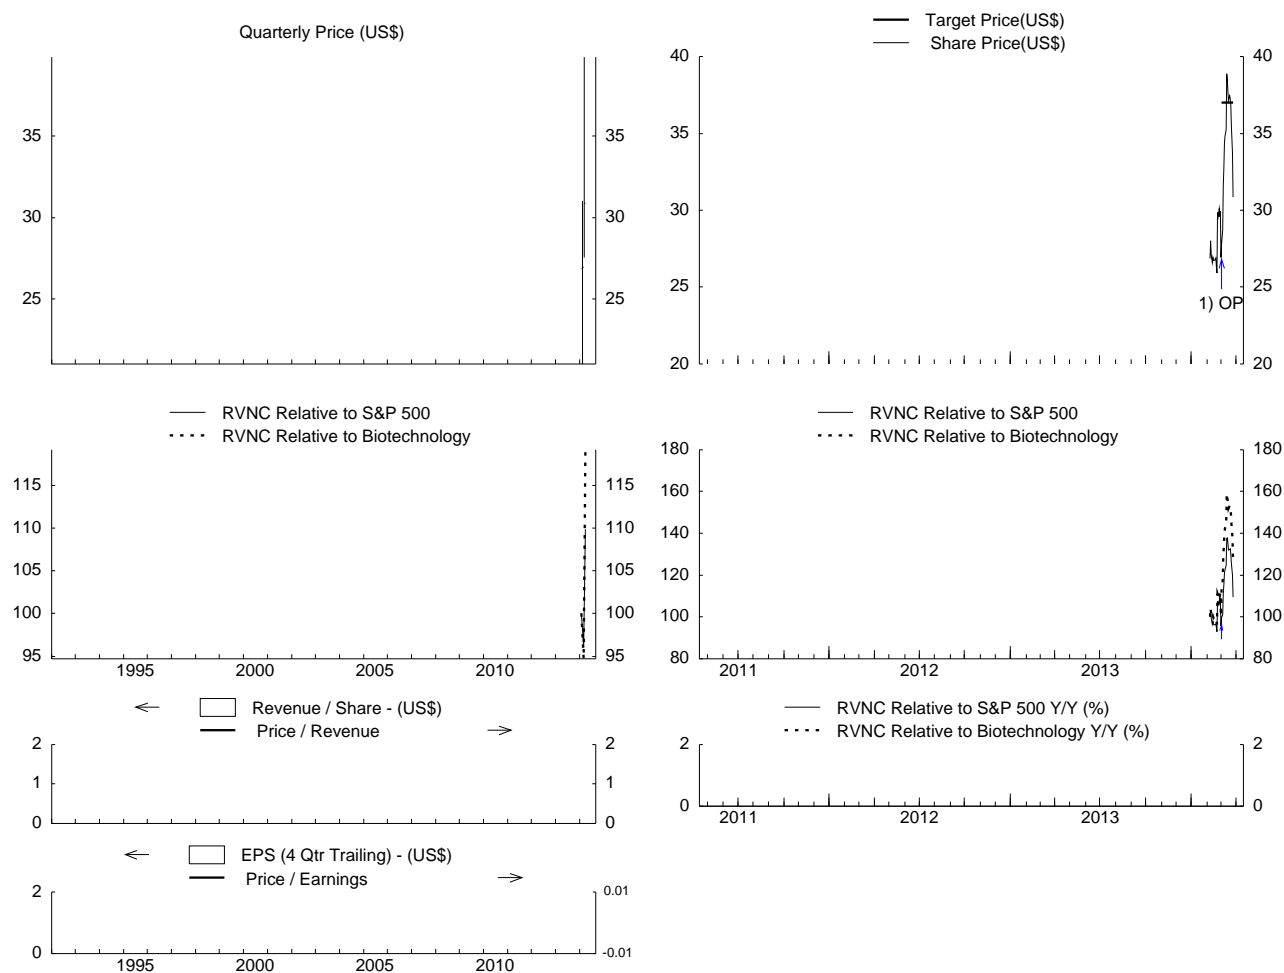 Quarterly Price (US$)
35 35
30 30
25 25
Target Price(US$)
Share Price(US$)
40 40
35 35
30 30
25 25
1) OP
20 20
RVNC Relative to S&P 500
RVNC Relative to Biotechnology
115 115
110 110
105 105
100 100
95 95
1995 2000 2005 2010
RVNC Relative to S&P 500
RVNC Relative to Biotechnology
180 180
160 160
140 140
120 120
100 100
80 80
2011 2012 2013
Revenue / Share - (US$)
Price / Revenue
2 2
1 1
0 0
RVNC Relative to S&P 500 Y/Y (%)
RVNC Relative to Biotechnology Y/Y (%)
2 2
0 0
2011 2012 2013
EPS (4 Qtr Trailing) - (US$)
Price / Earnings
2 0.01
0 -0.01
1995 2000 2005 2010